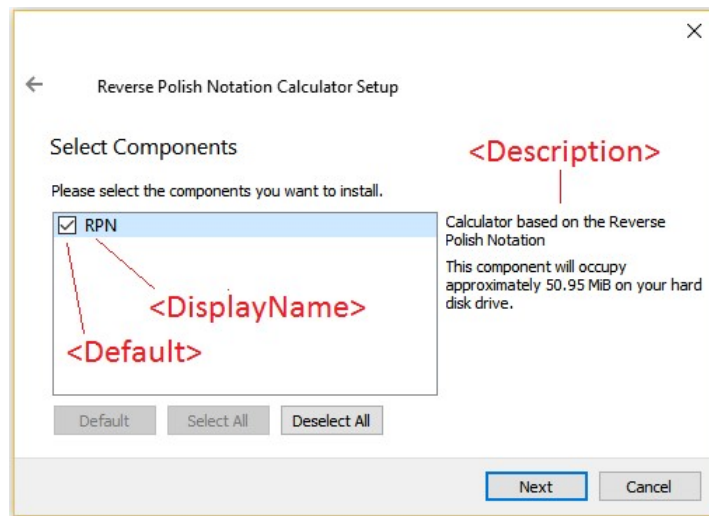 Reverse Polish Notation Calculator Setup
Select Components
<Description>
Please select the components you want to install.
RPN
Calculator based on the Reverse
Polish Notation
This component will occupy
approximately 50.95 MiB on your hard
disk drive.
<DisplayName>
<Default>
Default
Select All
Deselect All
Next
Cancel